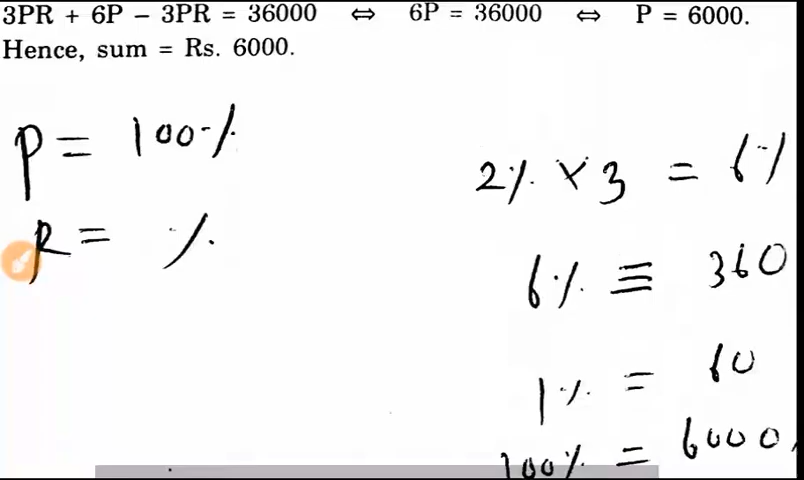 3PR + 6P − 3PR = 36000 ⇔ 6P = 36000 ⇔ P = 6000.
Hence, sum = Rs. 6000.
P = 100%
2% × 3 = 6%
R = %
6% ≡ 360
1% = 60
100% = 6000